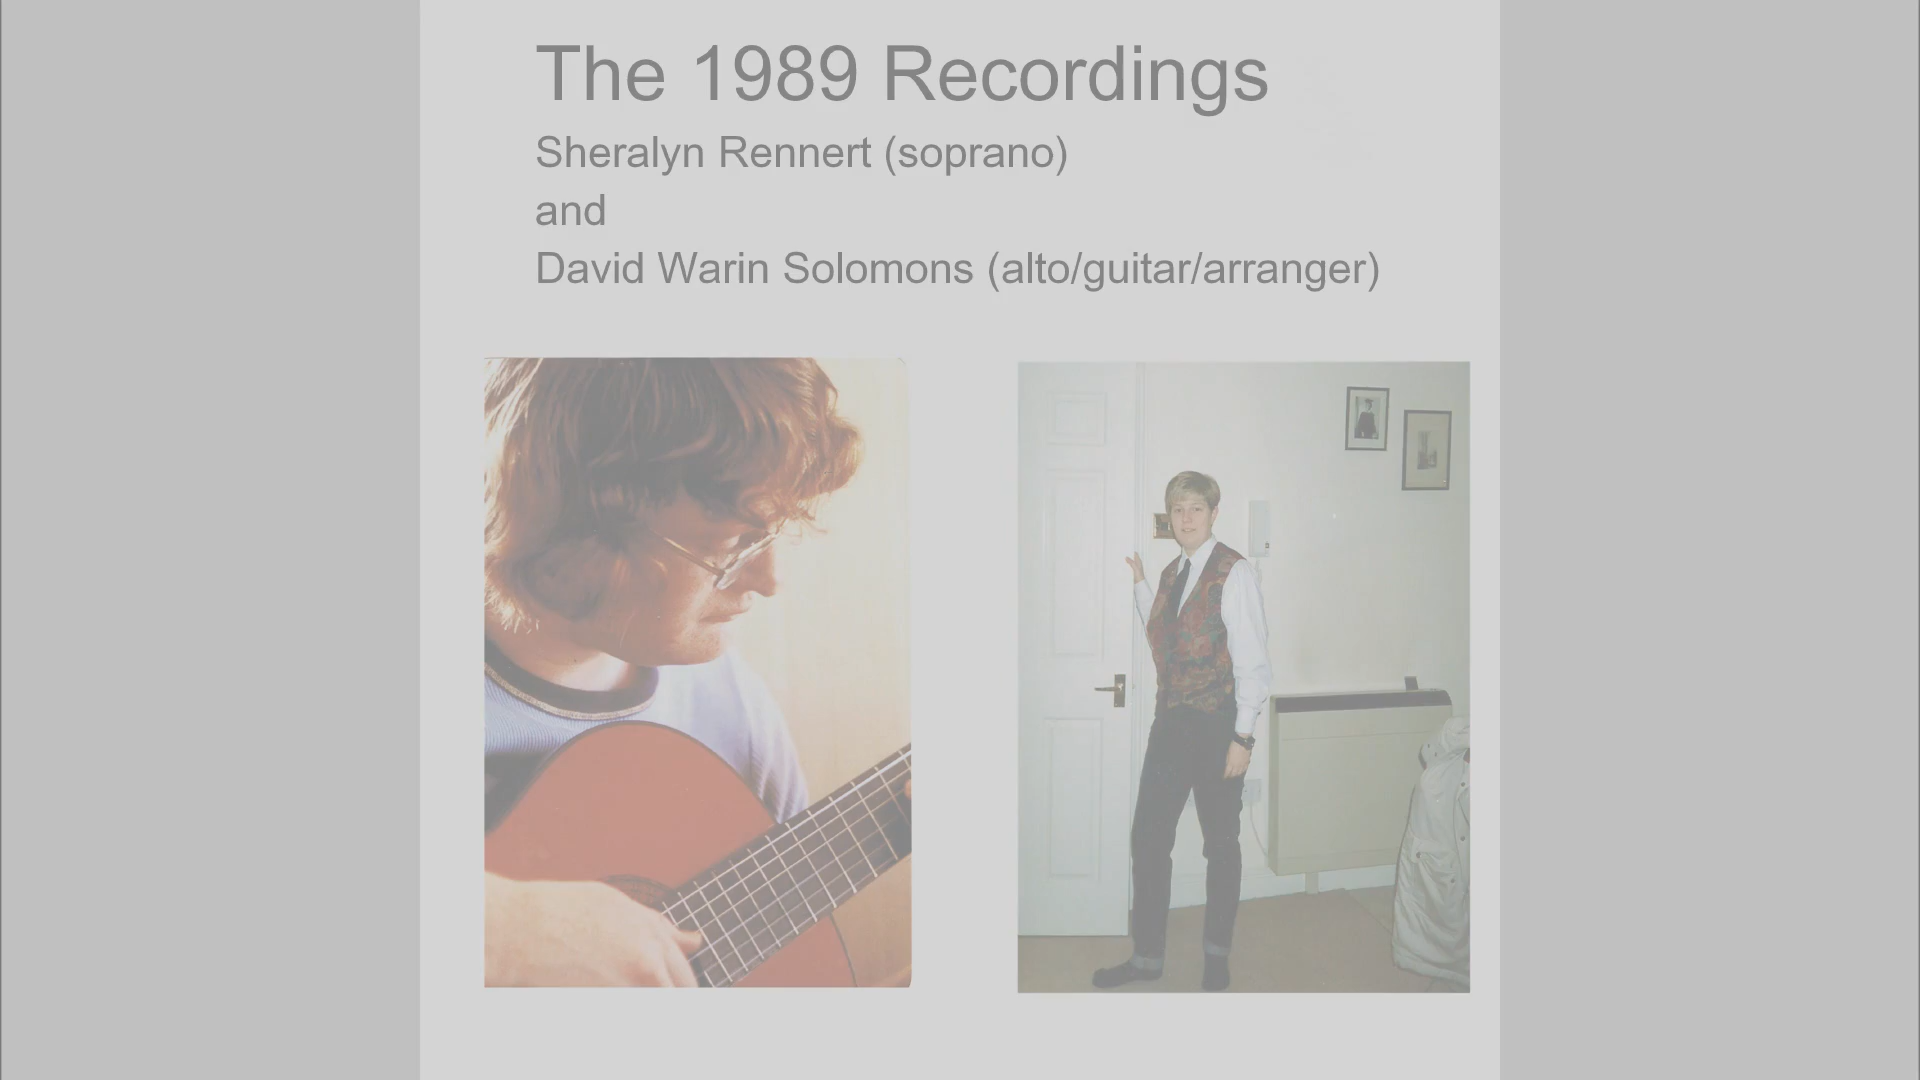 The 1989 Recordings
Sheralyn Rennert (soprano)
and
David Warin Solomons (alto/guitar/arranger)